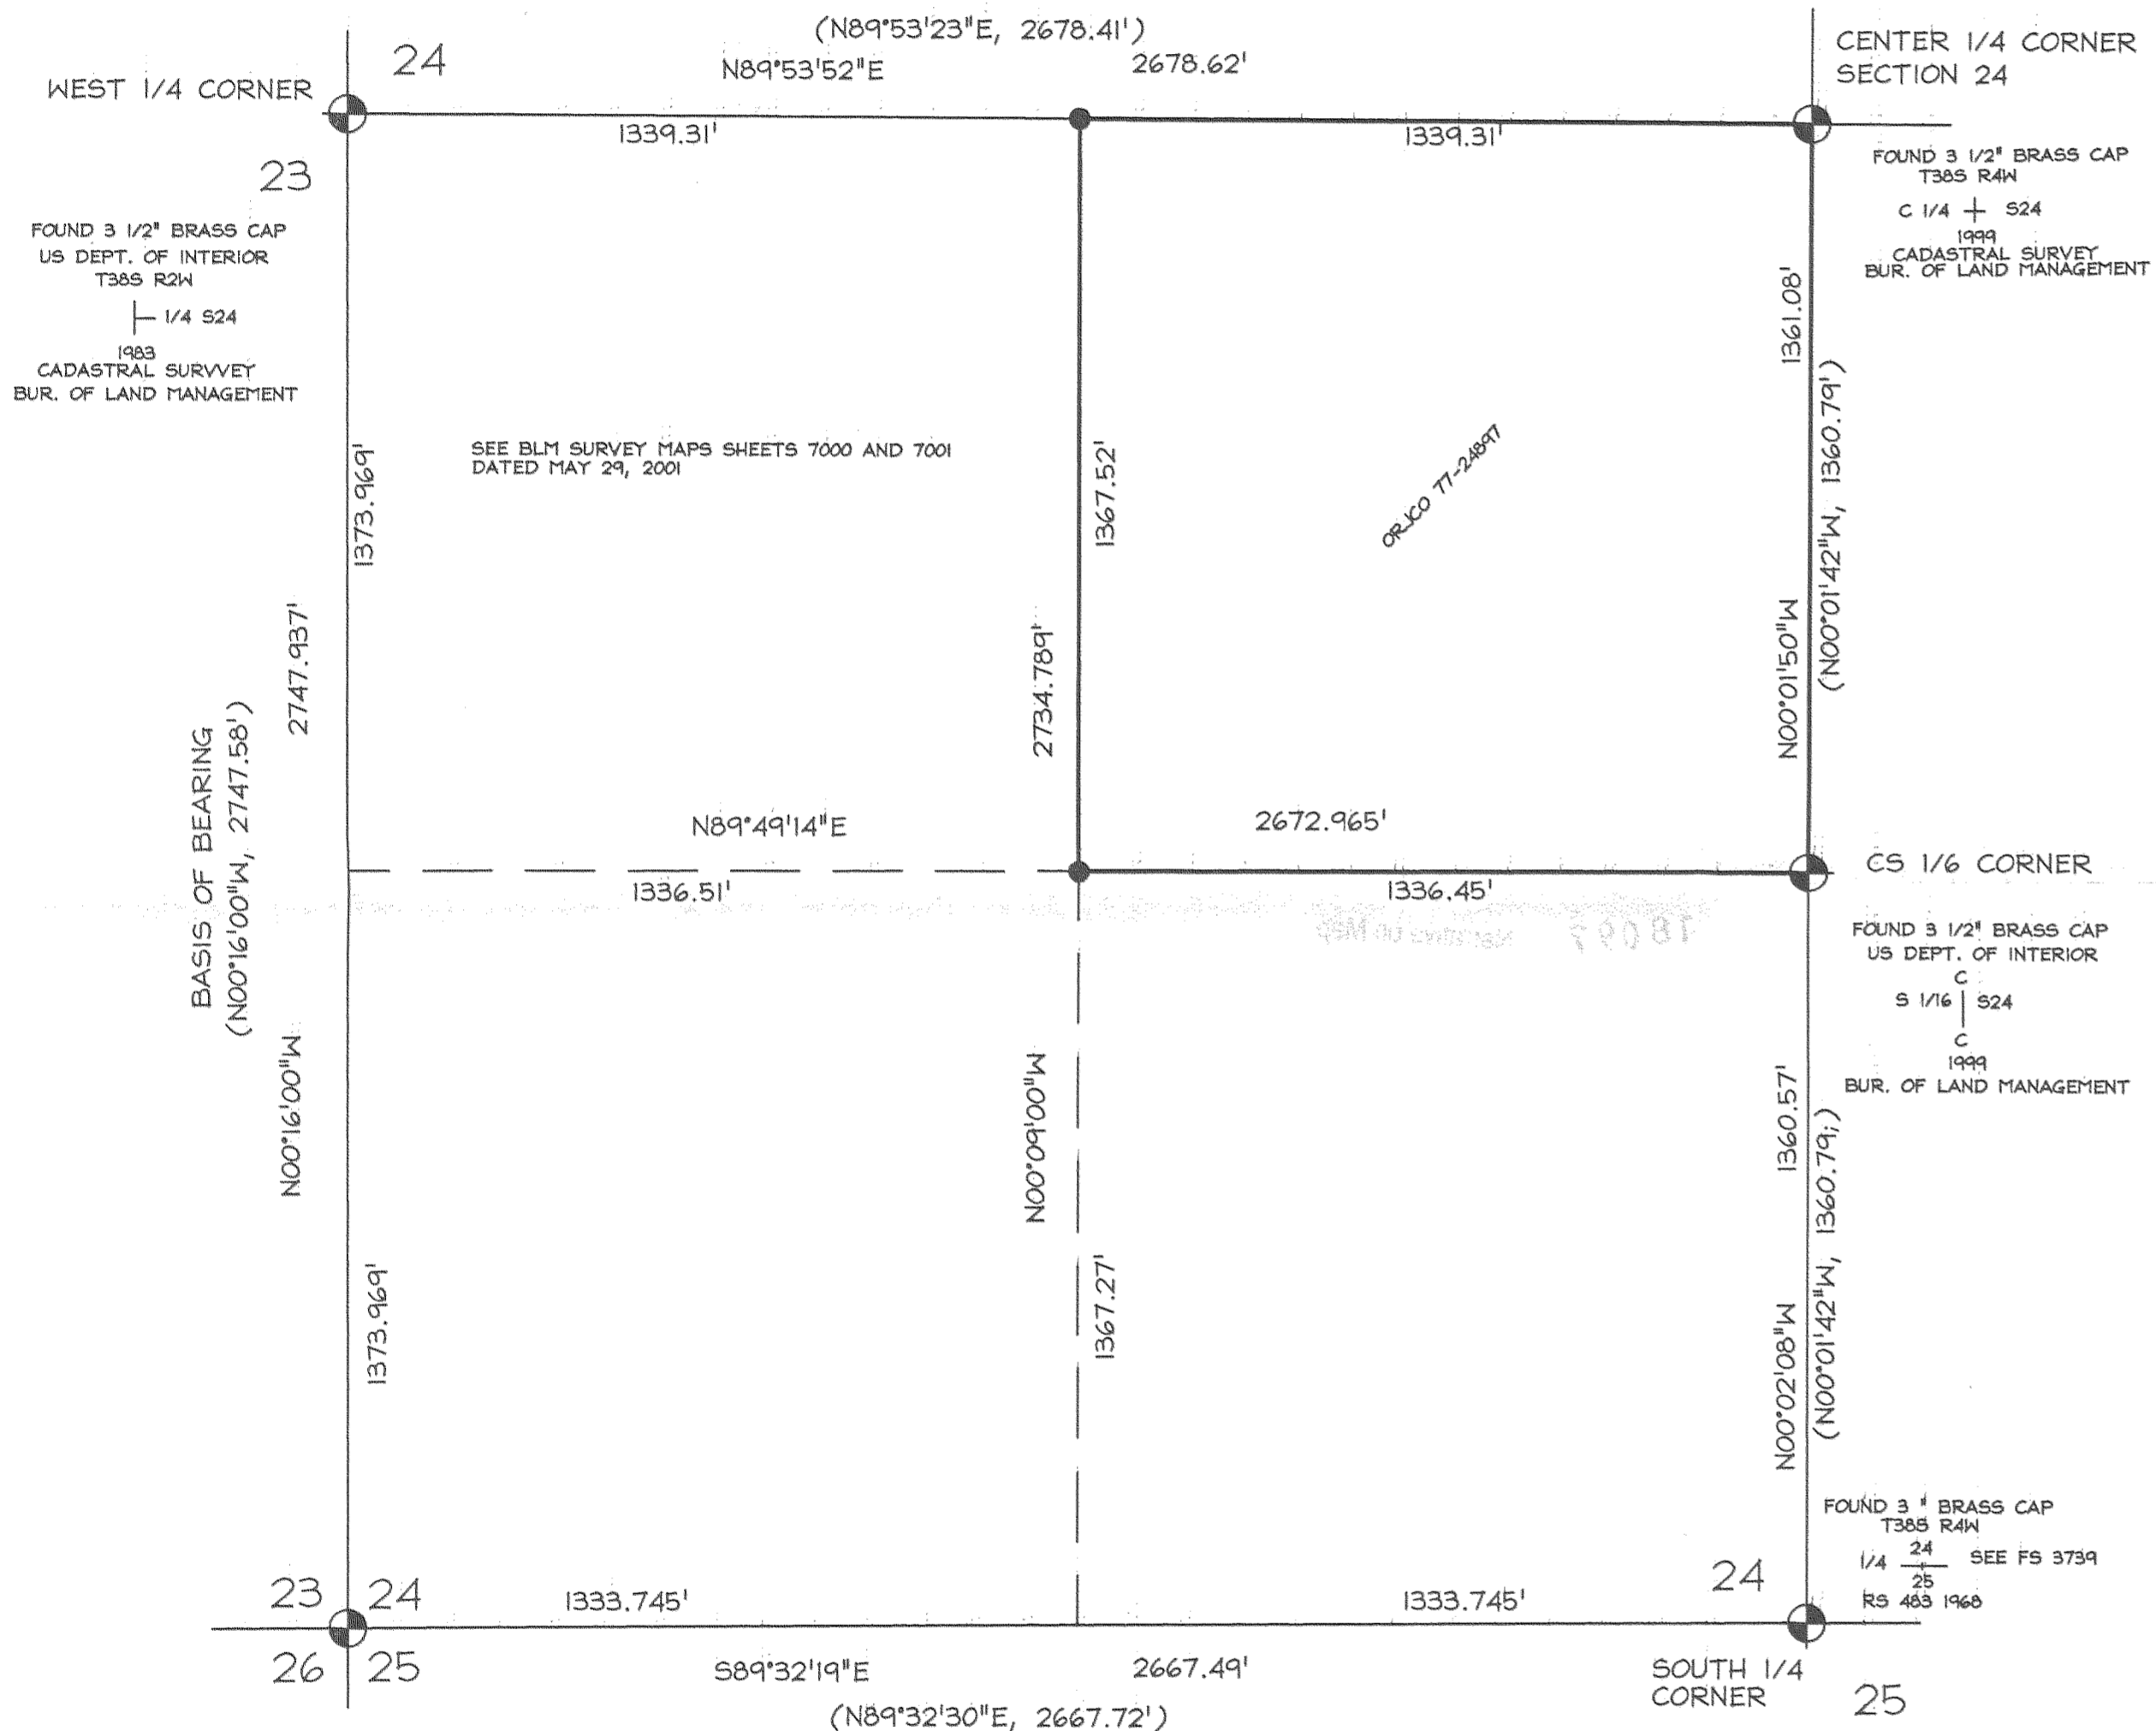 (N89°53'23"E, 2678.41')
N89°53'52"E 2678.62'
24
WEST 1/4 CORNER
CENTER 1/4 CORNER
SECTION 24
1339.31'
1339.31'
23
FOUND 3 1/2" BRASS CAP
US DEPT. OF INTERIOR
T38S R2W
1/4 S24
1983
CADASTRAL SURVVEY
BUR. OF LAND MANAGEMENT
FOUND 3 1/2" BRASS CAP
T38S R4W
C 1/4 S24
1999
CADASTRAL SURVEY
BUR. OF LAND MANAGEMENT
SEE BLM SURVEY MAPS SHEETS 7000 AND 7001
DATED MAY 29, 2001
1373.969'
1367.52'
ORJCO 77-24897
1361.08'
(N00°01'42"W, 1360.79')
N00°01'50"W
2747.937'
2734.789'
BASIS OF BEARING
(N00°16'00"W, 2747.58')
N89°49'14"E
2672.965'
1336.51'
1336.45'
CS 1/6 CORNER
18097
Narrative on Map
FOUND 3 1/2" BRASS CAP
US DEPT. OF INTERIOR
C
S 1/16 S24
C
1999
BUR. OF LAND MANAGEMENT
N00°16'00"W
N00°09'00"W
1360.57'
(N00°01'42"W, 1360.79;)
N00°02'08"W
1373.969'
1367.27'
FOUND 3 " BRASS CAP
T38S R4W
1/4 24 SEE FS 3739
25
RS 483 1968
23 24
1333.745'
1333.745'
24
26 25
S89°32'19"E
2667.49'
(N89°32'30"E, 2667.72')
SOUTH 1/4
CORNER
25